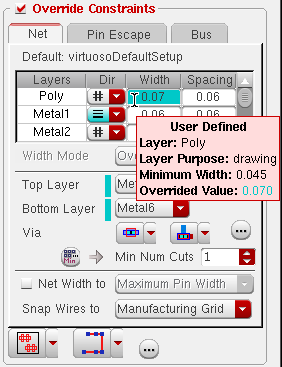 Override Constraints
Net Pin Escape Bus
Default: virtuosoDefaultSetup
Layers Dir Width Spacing
Poly # 0.07 0.06
Metal1 0.06 0.06
Metal2 #
User Defined
Layer: Poly
Layer Purpose: drawing
Minimum Width: 0.045
Overrided Value: 0.070
Width Mode Ove
Top Layer Met
Bottom Layer Metal6
Via ...
Min Min Num Cuts 1
Net Width to Maximum Pin Width
Snap Wires to Manufacturing Grid
...